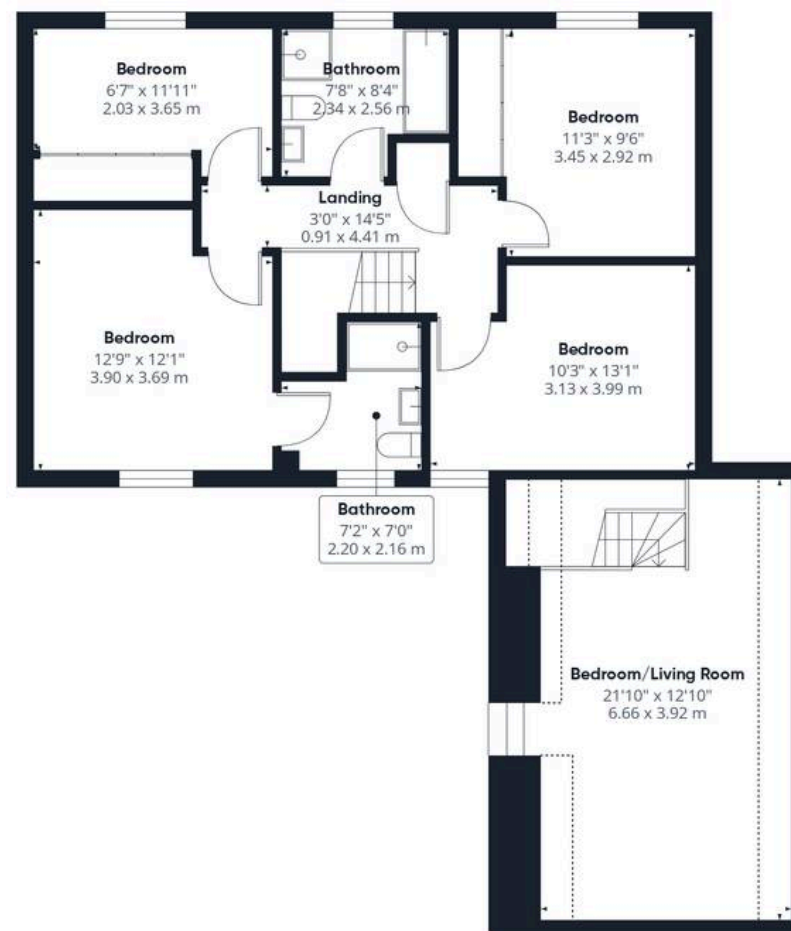 Bedroom
6'7" x 11'11"
2.03 x 3.65 m
Bathroom
7'8" x 8'4"
2.34 x 2.56 m
Bedroom
11'3" x 9'6"
3.45 x 2.92 m
Landing
3'0" x 14'5"
0.91 x 4.41 m
Bedroom
12'9" x 12'1"
3.90 x 3.69 m
Bedroom
10'3" x 13'1"
3.13 x 3.99 m
Bathroom
7'2" x 7'0"
2.20 x 2.16 m
Bedroom/Living Room
21'10" x 12'10"
6.66 x 3.92 m